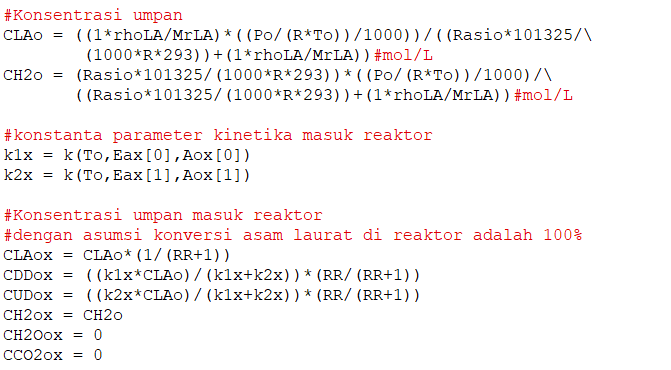 #Konsentrasi umpan
CLAo = ((1*rhoLA/MrLA)*((Po/(R*To))/1000))/((Rasio*101325/\
(1000*R*293))+(1*rhoLA/MrLA))#mol/L
CH2o = (Rasio*101325/(1000*R*293))*((Po/(R*To))/1000)/\
((Rasio*101325/(1000*R*293))+(1*rhoLA/MrLA))#mol/L
#konstanta parameter kinetika masuk reaktor
k1x = k(To,Eax[0],Aox[0])
k2x = k(To,Eax[1],Aox[1])
#Konsentrasi umpan masuk reaktor
#dengan asumsi konversi asam laurat di reaktor adalah 100%
CLAox = CLAo*(1/(RR+1))
CDDox = ((k1x*CLAo)/(k1x+k2x))*(RR/(RR+1))
CUDox = ((k2x*CLAo)/(k1x+k2x))*(RR/(RR+1))
CH2ox = CH2o
CH2Oox = 0
CCO2ox = 0